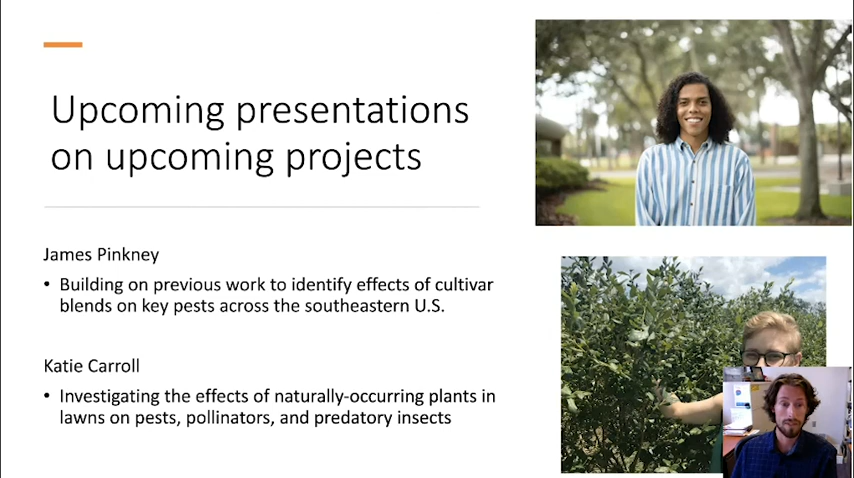 Upcoming presentations
on upcoming projects
James Pinkney
• Building on previous work to identify effects of cultivar
blends on key pests across the southeastern U.S.
Katie Carroll
• Investigating the effects of naturally-occurring plants in
lawns on pests, pollinators, and predatory insects